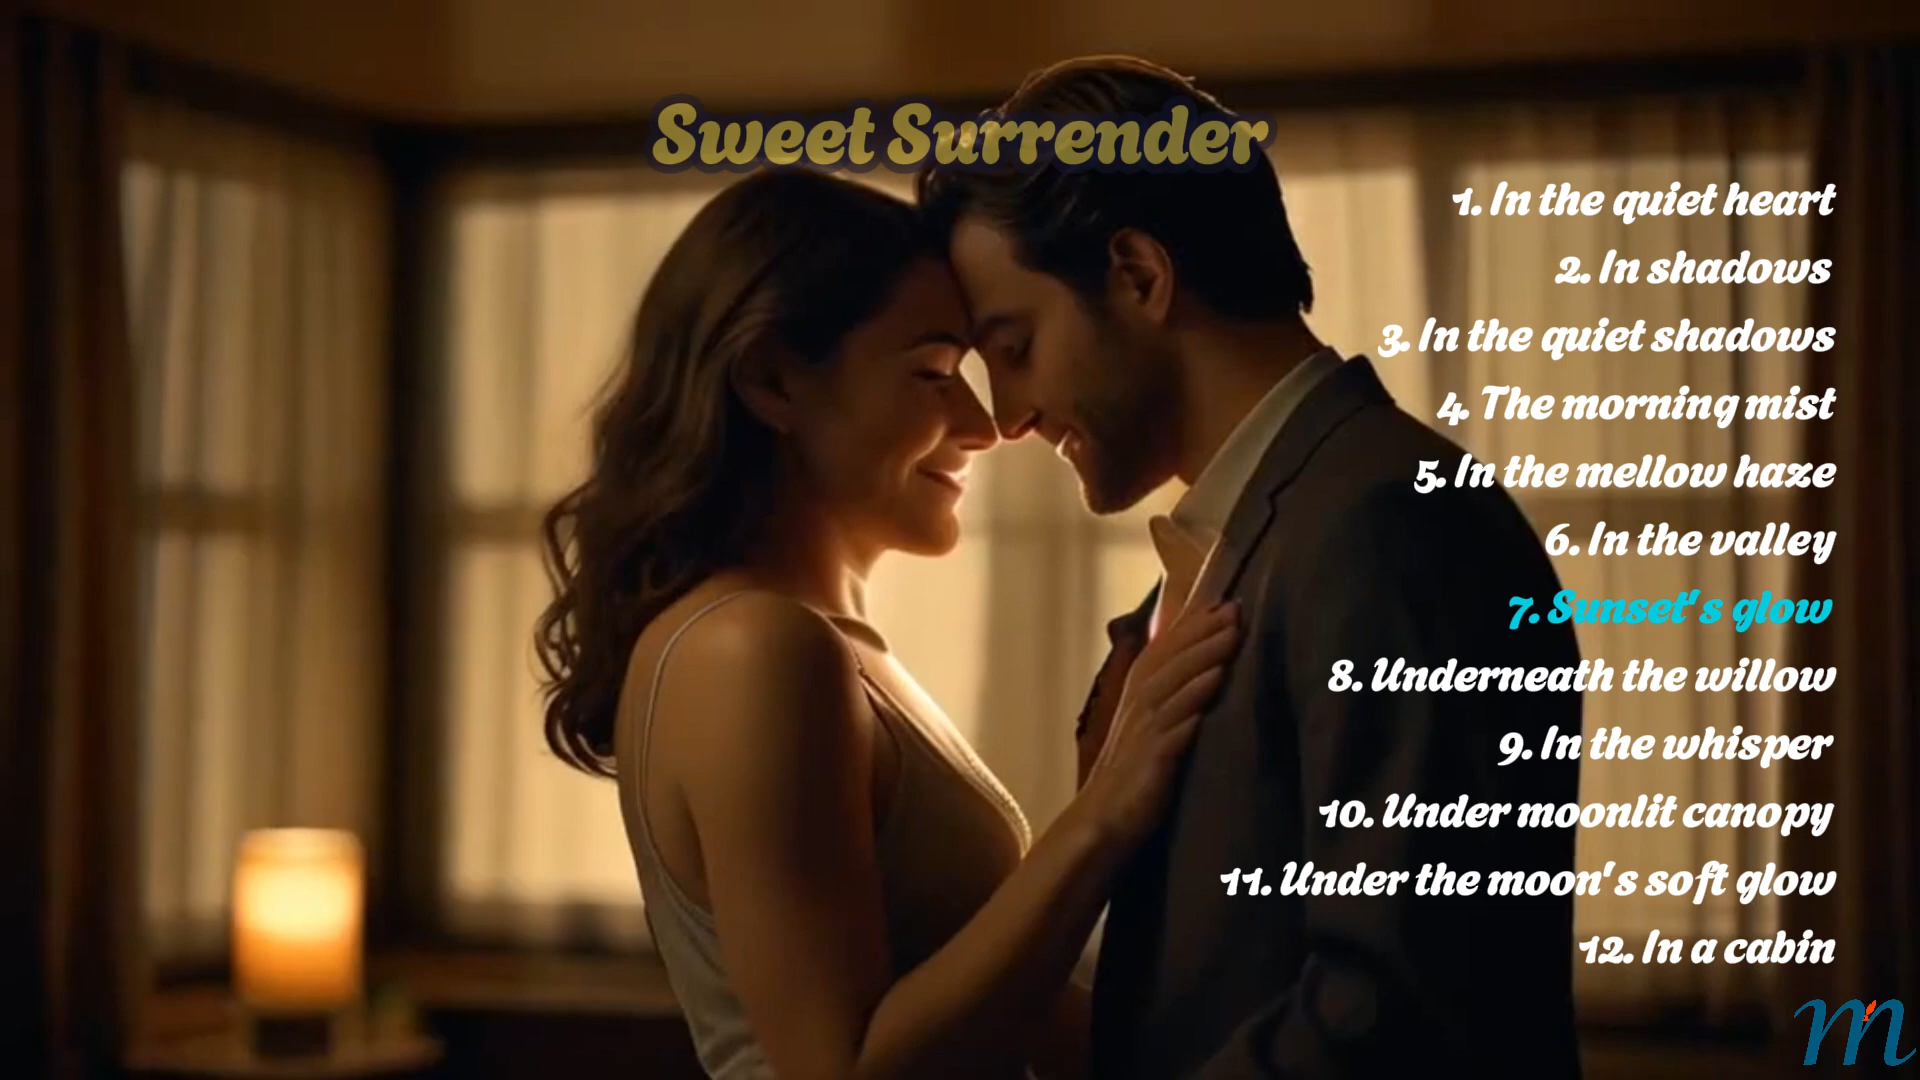 Sweet Surrender
1. In the quiet heart
2. In shadows
3. In the quiet shadows
4. The morning mist
5. In the mellow haze
6. In the valley
7. Sunset's glow
8. Underneath the willow
9. In the whisper
10. Under moonlit canopy
11. Under the moon's soft glow
12. In a cabin
m